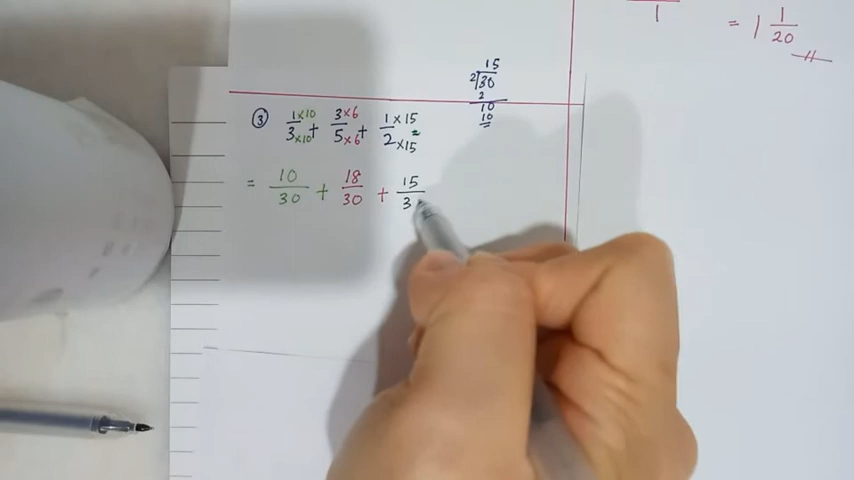 1
= 1 1/20
15
2√30
2
10
10
③ 1×10/3×10 + 3×6/5×6 + 1×15/2×15 =
= 10/30 + 18/30 + 15/3